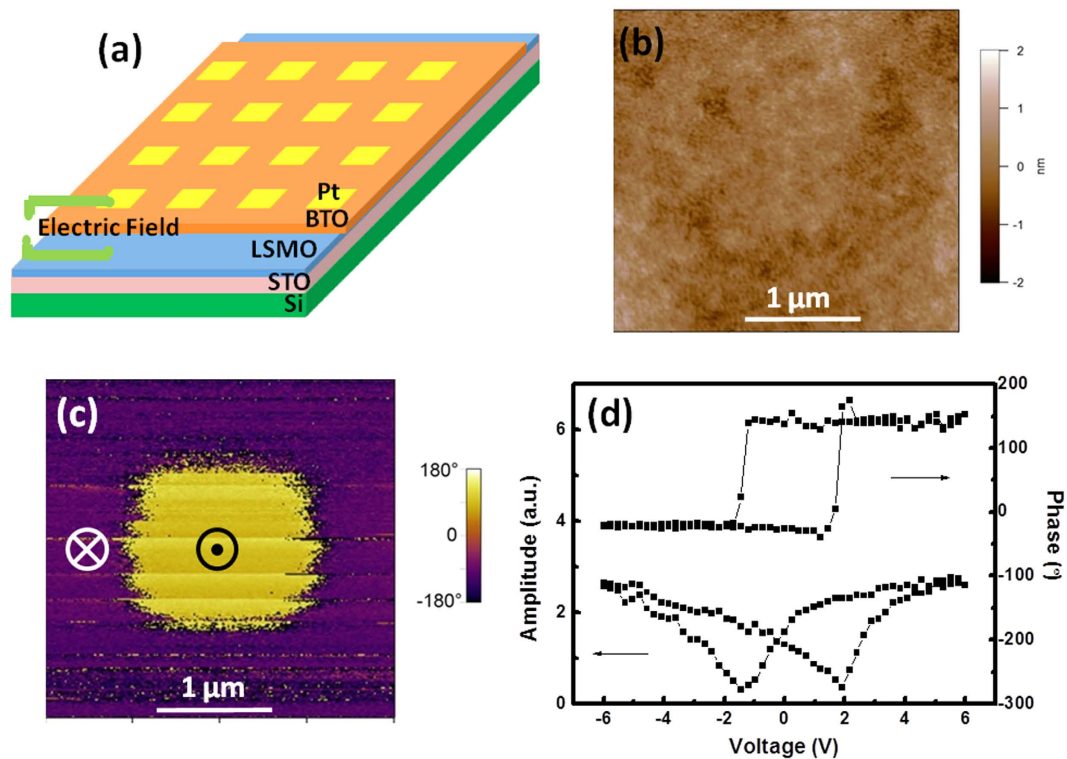 (a)
Pt
BTO
Electric Field
LSMO
STO
Si
(b)
1 μm
2
1
0
-1
-2
nm
(c)
180°
0
-180°
1 μm
(d)
Amplitude (a.u.)
6
4
2
0
-6 -4 -2 0 2 4 6
Voltage (V)
200
100
0
-100
-200
-300
Phase (°)